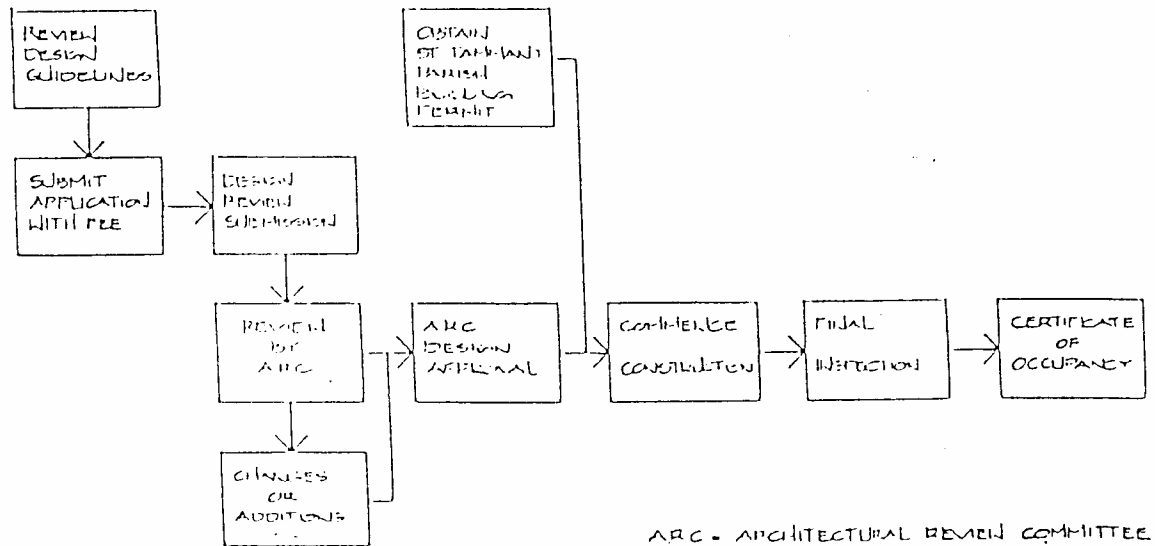 REVIEW
DESIGN
GUIDELINES
SUBMIT
APPLICATION
WITH FEE
DESIGN
REVIEW
SUBMISSION
REVIEW
BY
ARC
CHANGES
OR
ADDITIONS
ARC
DESIGN
APPROVAL
OBTAIN
ST TAMMANY
PARISH
BUILDING
PERMIT
COMMENCE
CONSTRUCTION
FINAL
INSPECTION
CERTIFICATE
OF
OCCUPANCY
ARC - ARCHITECTURAL REVIEW COMMITTEE